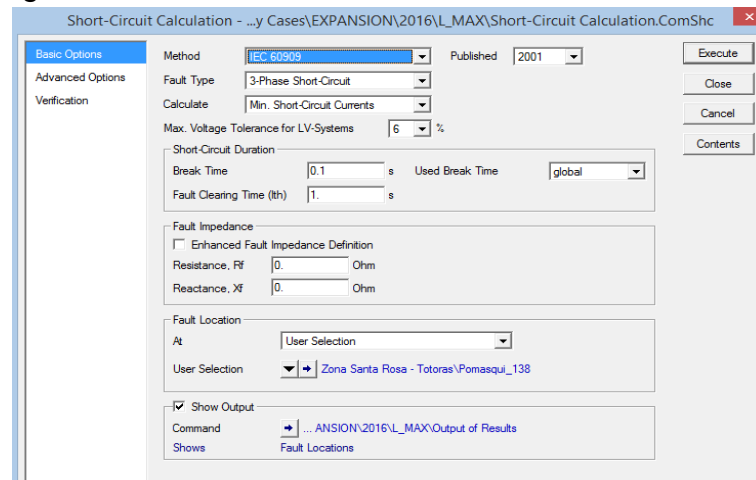 Short-Circuit Calculation - ...y Cases\EXPANSION\2016\L_MAX\Short-Circuit Calculation.ComShc
Basic Options
Advanced Options
Verification
Method IEC 60909 Published 2001
Fault Type 3-Phase Short-Circuit
Calculate Min. Short-Circuit Currents
Max. Voltage Tolerance for LV-Systems 6 %
Short-Circuit Duration
Break Time 0.1 s Used Break Time global
Fault Clearing Time (Ith) 1. s
Fault Impedance
Enhanced Fault Impedance Definition
Resistance, Rf 0. Ohm
Reactance, Xf 0. Ohm
Fault Location
At User Selection
User Selection Zona Santa Rosa - Totoras\Pomasqui_138
Show Output
Command ... ANSION\2016\L_MAX\Output of Results
Shows Fault Locations
Execute
Close
Cancel
Contents